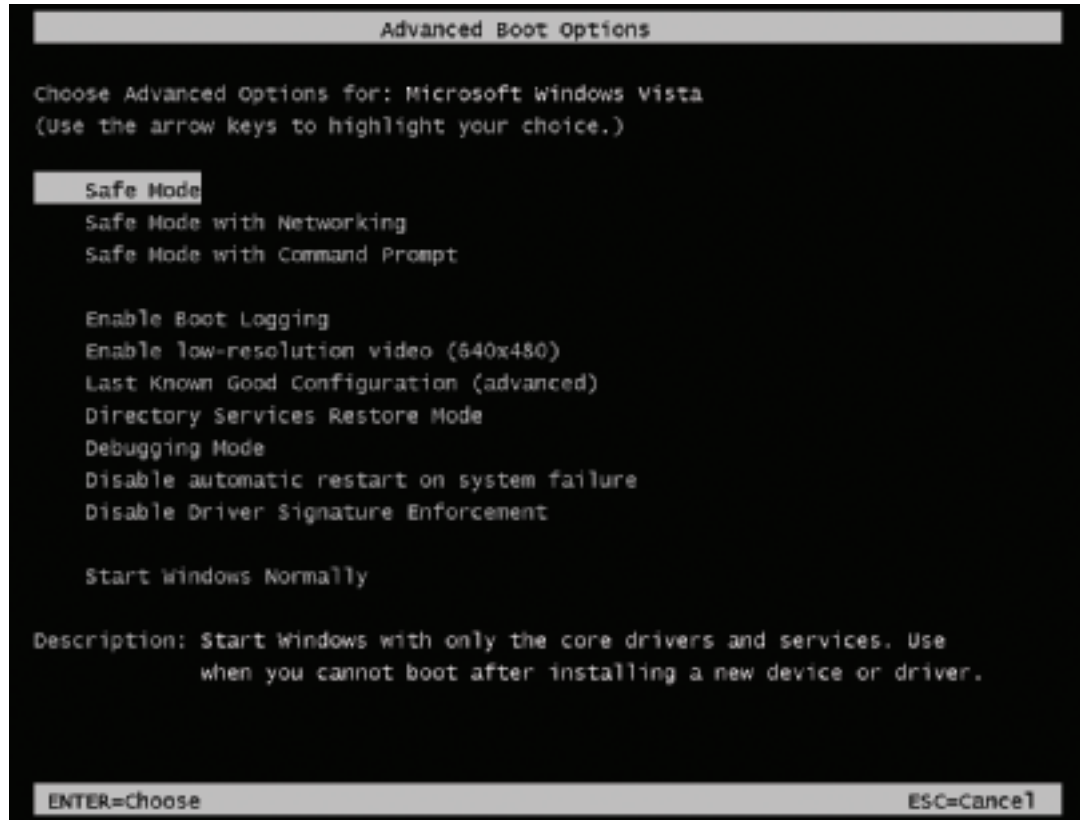 Advanced Boot Options
Choose Advanced Options for: Microsoft Windows Vista
(Use the arrow keys to highlight your choice.)
Safe Mode
Safe Mode with Networking
Safe Mode with Command Prompt
Enable Boot Logging
Enable low-resolution video (640x480)
Last Known Good Configuration (advanced)
Directory Services Restore Mode
Debugging Mode
Disable automatic restart on system failure
Disable Driver Signature Enforcement
Start Windows Normally
Description: Start Windows with only the core drivers and services. Use
when you cannot boot after installing a new device or driver.
ENTER=Choose ESC=Cancel